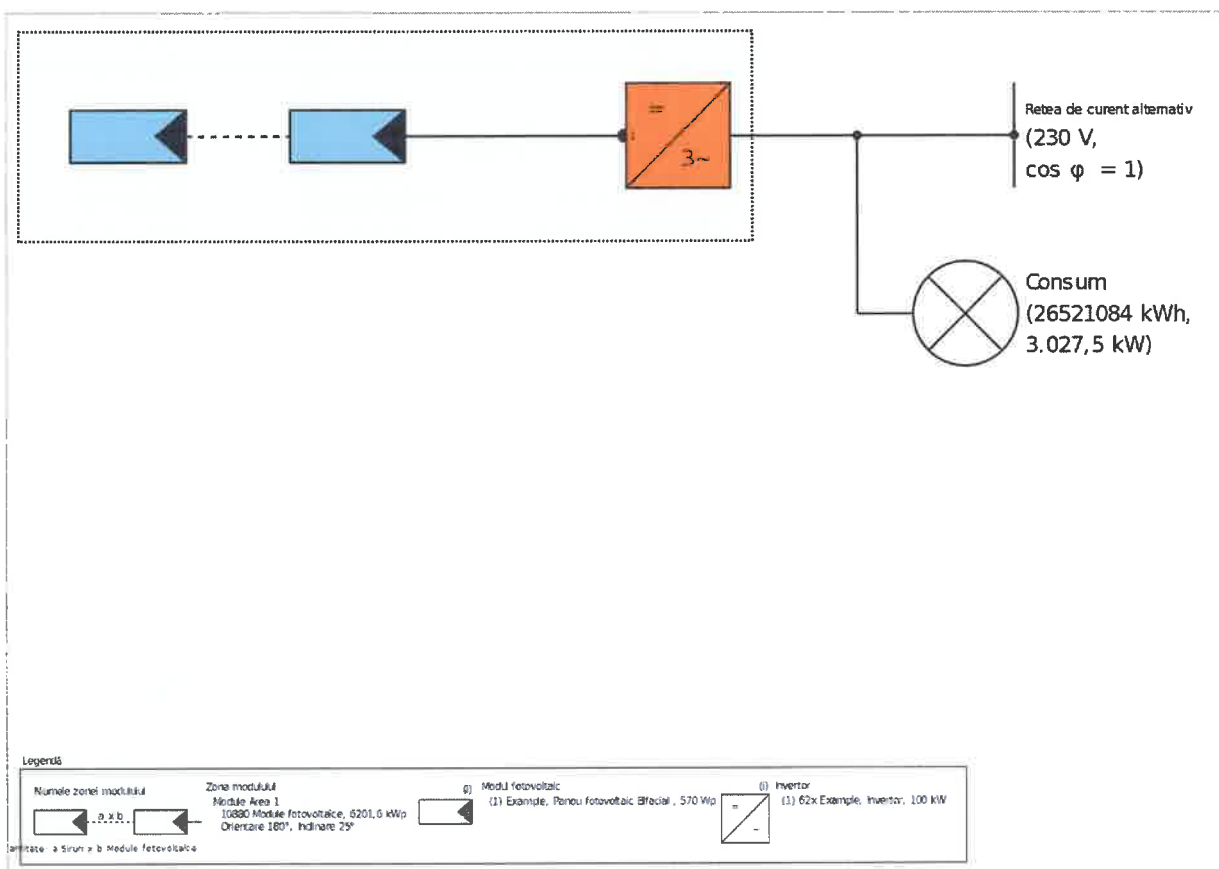 =
3~
Retea de curent alternativ
(230 V,
cos φ = 1)
Consum
(26521084 kWh,
3.027,5 kW)
Legendă
Numele zonei modulului
a x b
antitate: a Sirun x b Module fotovoltaice
Zona modulului
Module Area 1
10880 Module fotovoltaice, 6201,6 kWp
Orientare 180°, Inclinare 25°
(i) Modul fotovoltaic
(1) Example, Panou fotovoltaic Bifacial , 570 Wp
=
~
(i) Invertor
(1) 62x Example, Invertor, 100 kW